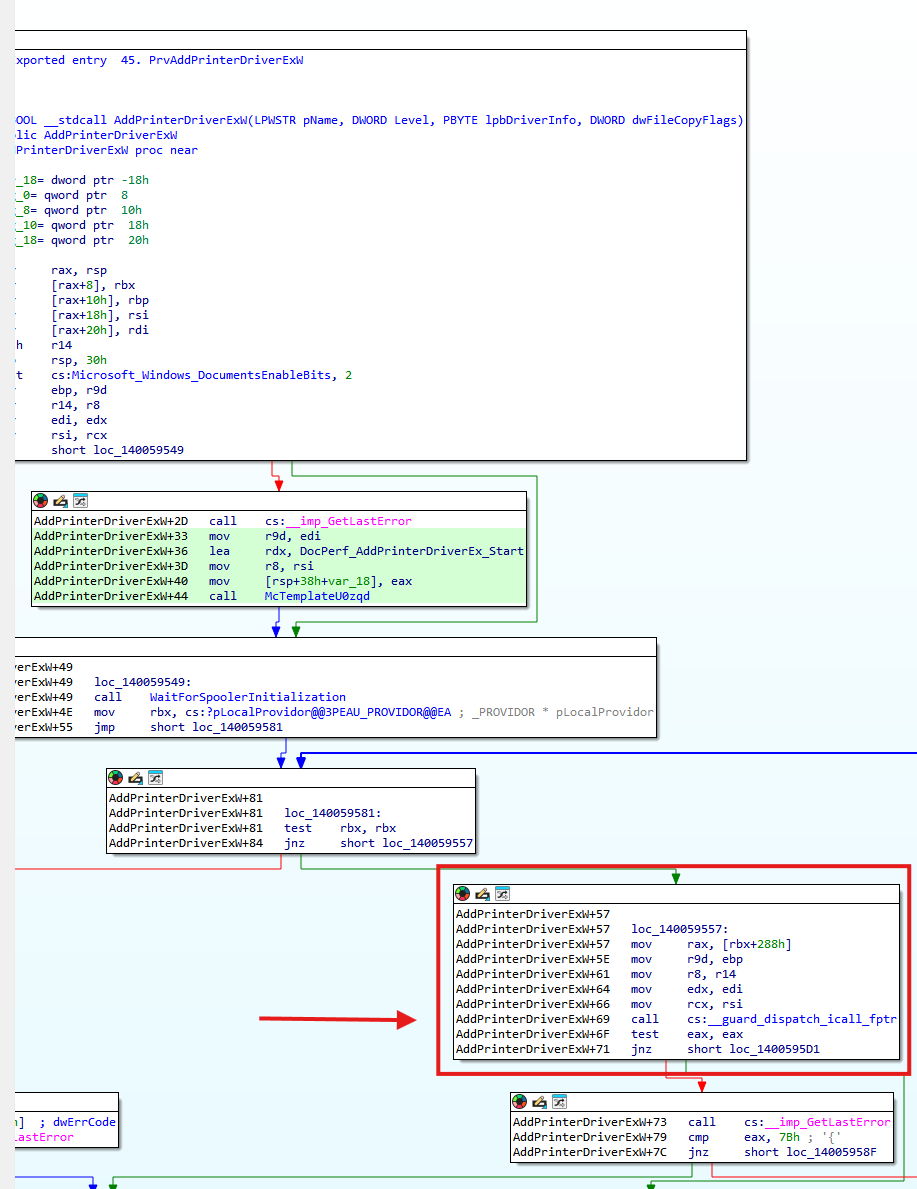 xported entry 45. PrvAddPrinterDriverExW
OOL __stdcall AddPrinterDriverExW(LPWSTR pName, DWORD Level, PBYTE lpbDriverInfo, DWORD dwFileCopyFlags)
lic AddPrinterDriverExW
PrinterDriverExW proc near
_18= dword ptr -18h
_0= qword ptr 8
_8= qword ptr 10h
_10= qword ptr 18h
_18= qword ptr 20h
rax, rsp
[rax+8], rbx
[rax+10h], rbp
[rax+18h], rsi
[rax+20h], rdi
h r14
rsp, 30h
t cs:Microsoft_Windows_DocumentsEnableBits, 2
ebp, r9d
r14, r8
edi, edx
rsi, rcx
short loc_140059549
AddPrinterDriverExW+2D call cs:__imp_GetLastError
AddPrinterDriverExW+33 mov r9d, edi
AddPrinterDriverExW+36 lea rdx, DocPerf_AddPrinterDriverEx_Start
AddPrinterDriverExW+3D mov r8, rsi
AddPrinterDriverExW+40 mov [rsp+38h+var_18], eax
AddPrinterDriverExW+44 call McTemplateU0zqd
verExW+49
verExW+49 loc_140059549:
verExW+49 call WaitForSpoolerInitialization
verExW+4E mov rbx, cs:?pLocalProvidor@@3PEAU_PROVIDOR@@EA ; _PROVIDOR * pLocalProvidor
verExW+55 jmp short loc_140059581
AddPrinterDriverExW+81
AddPrinterDriverExW+81 loc_140059581:
AddPrinterDriverExW+81 test rbx, rbx
AddPrinterDriverExW+84 jnz short loc_140059557
AddPrinterDriverExW+57
AddPrinterDriverExW+57 loc_140059557:
AddPrinterDriverExW+57 mov rax, [rbx+288h]
AddPrinterDriverExW+5E mov r9d, ebp
AddPrinterDriverExW+61 mov r8, r14
AddPrinterDriverExW+64 mov edx, edi
AddPrinterDriverExW+66 mov rcx, rsi
AddPrinterDriverExW+69 call cs:__guard_dispatch_icall_fptr
AddPrinterDriverExW+6F test eax, eax
AddPrinterDriverExW+71 jnz short loc_1400595D1
] ; dwErrCode
LastError
AddPrinterDriverExW+73 call cs:__imp_GetLastError
AddPrinterDriverExW+79 cmp eax, 7Bh ; '{'
AddPrinterDriverExW+7C jnz short loc_14005958F